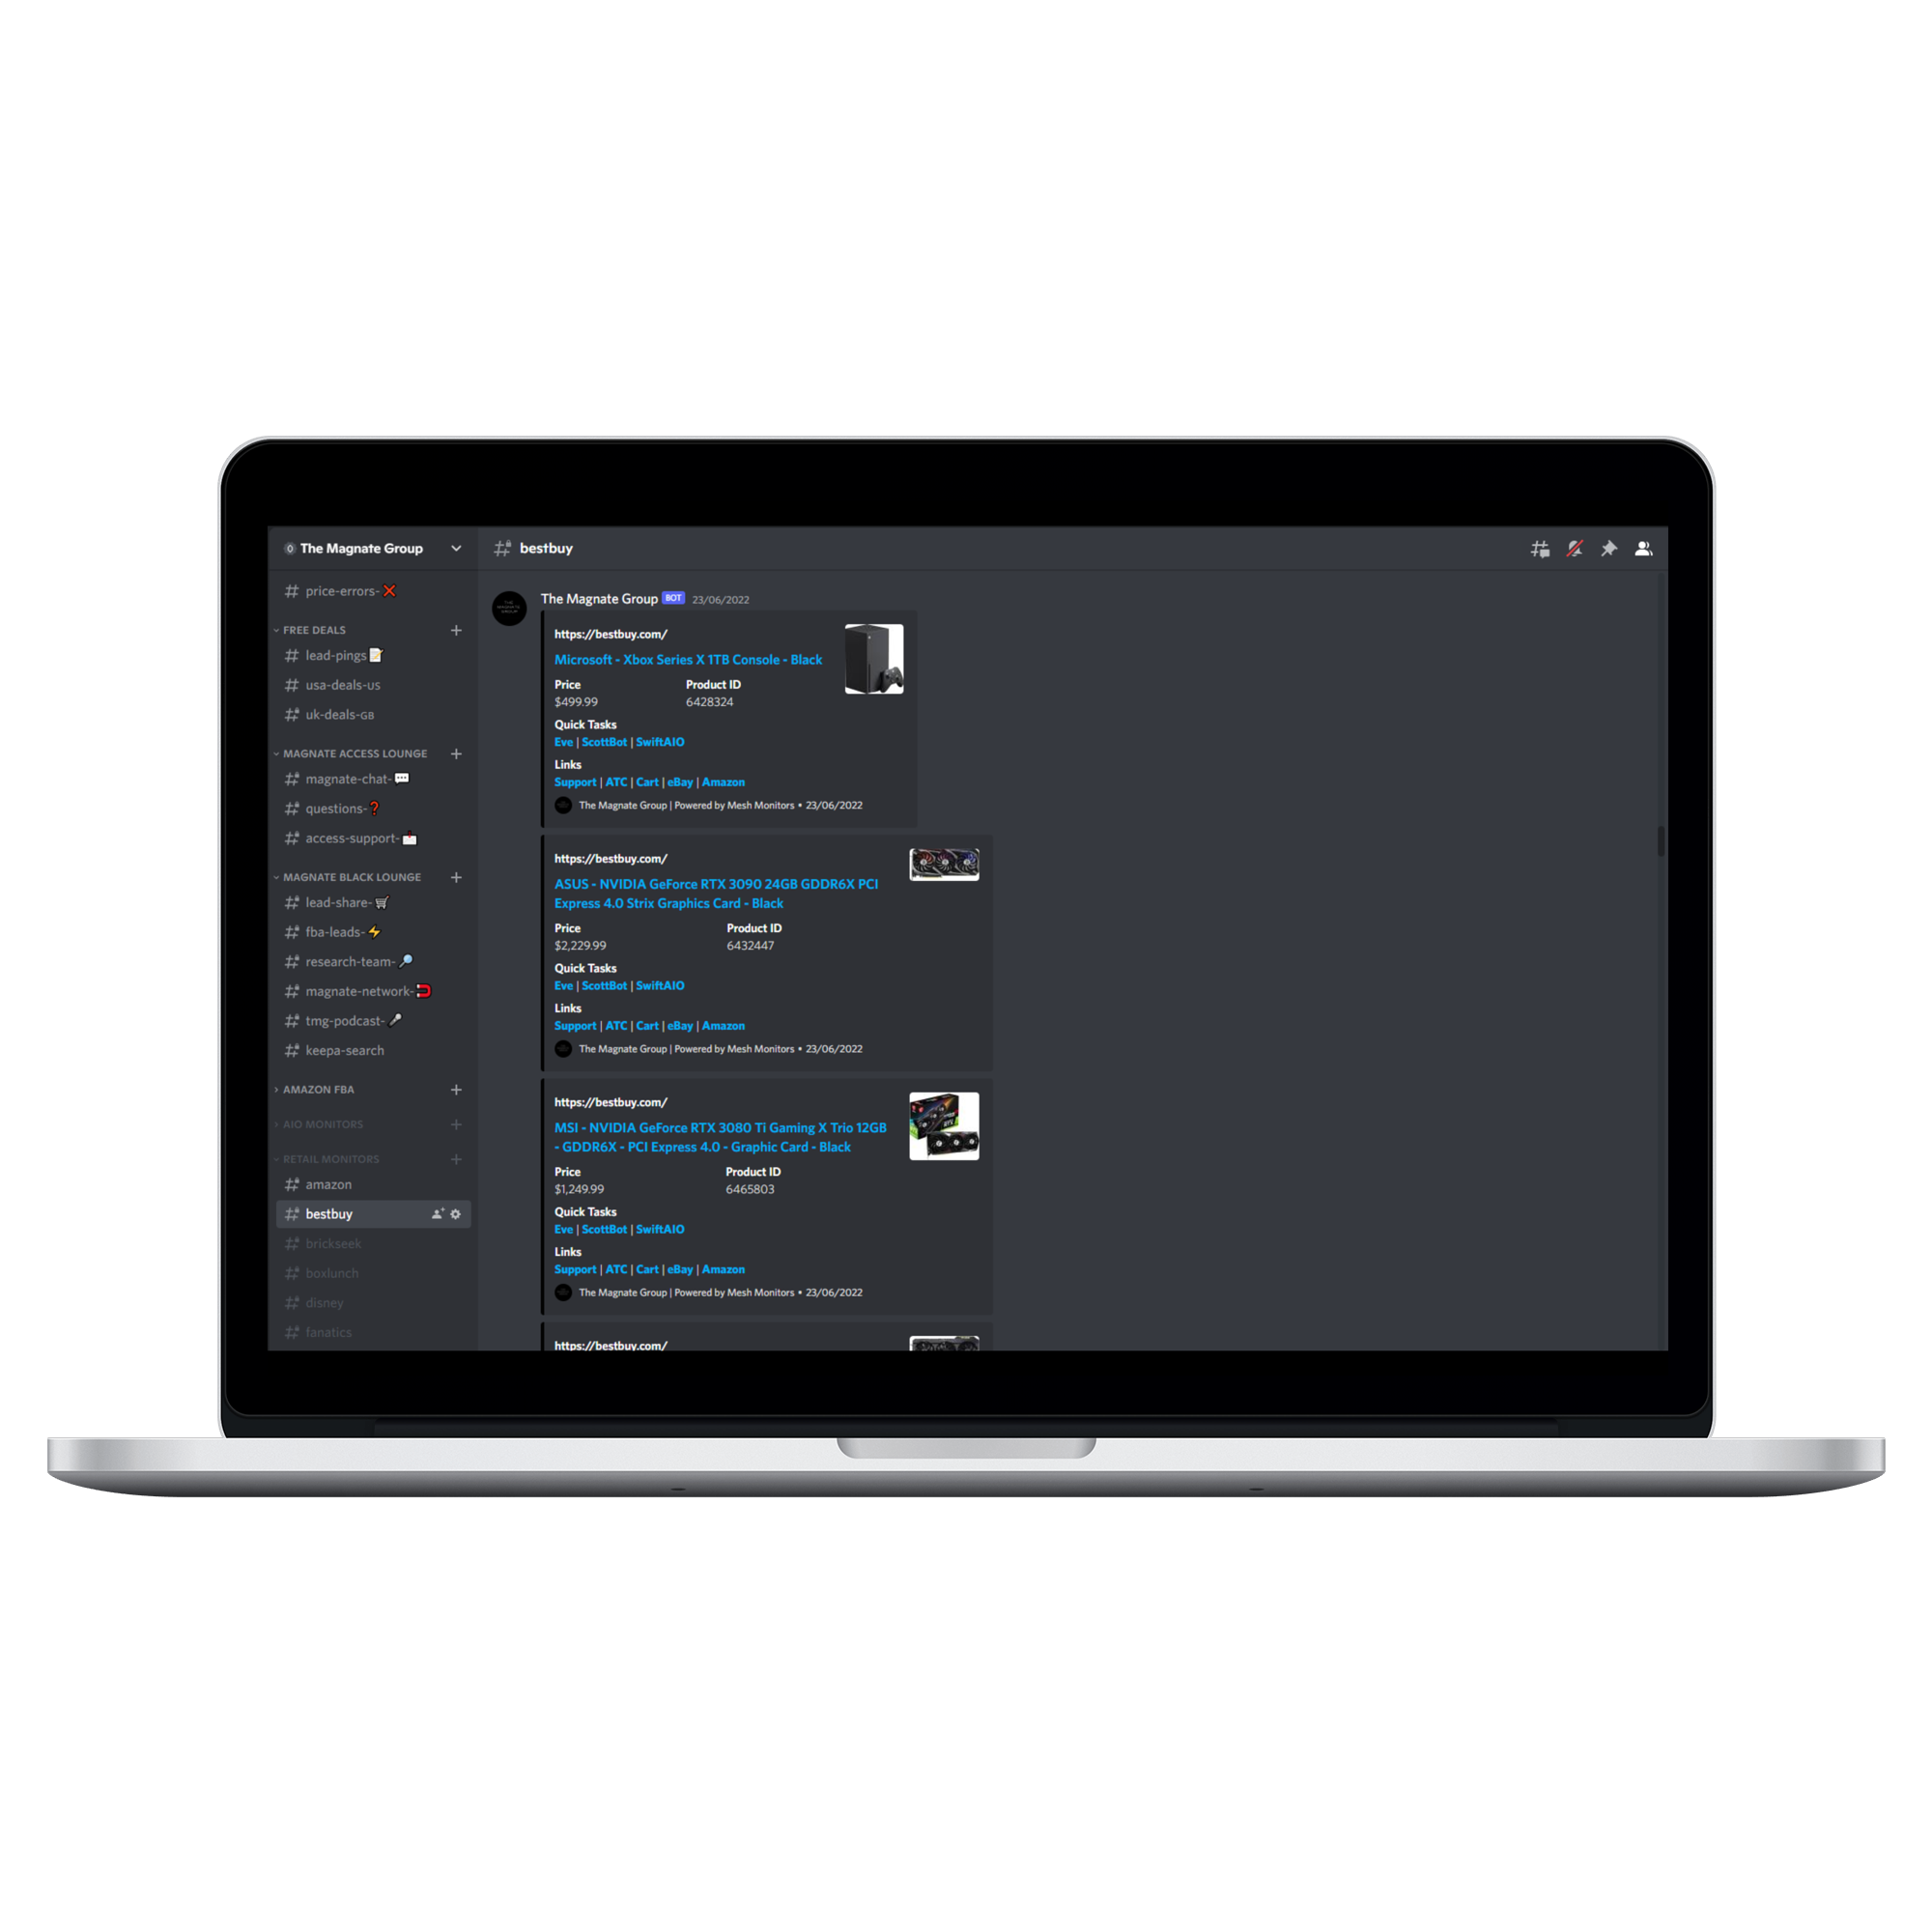 The Magnate Group
price-errors-❌
FREE DEALS
lead-pings📝
usa-deals-US
uk-deals-GB
MAGNATE ACCESS LOUNGE
magnate-chat-💬
questions-❓
access-support-📩
MAGNATE BLACK LOUNGE
lead-share-🛒
fba-leads-⚡
research-team-🔎
magnate-network-🧲
tmg-podcast-🎤
keepa-search
AMAZON FBA
AIO MONITORS
RETAIL MONITORS
amazon
bestbuy
brickseek
boxlunch
disney
fanatics
bestbuy
THE MAGNATE GROUP
The Magnate Group BOT 23/06/2022
https://bestbuy.com/
Microsoft - Xbox Series X 1TB Console - Black
Price Product ID
$499.99 6428324
Quick Tasks
Eve | ScottBot | SwiftAIO
Links
Support | ATC | Cart | eBay | Amazon
The Magnate Group | Powered by Mesh Monitors • 23/06/2022
https://bestbuy.com/
ASUS - NVIDIA GeForce RTX 3090 24GB GDDR6X PCI
Express 4.0 Strix Graphics Card - Black
Price Product ID
$2,229.99 6432447
Quick Tasks
Eve | ScottBot | SwiftAIO
Links
Support | ATC | Cart | eBay | Amazon
The Magnate Group | Powered by Mesh Monitors • 23/06/2022
https://bestbuy.com/
MSI - NVIDIA GeForce RTX 3080 Ti Gaming X Trio 12GB
- GDDR6X - PCI Express 4.0 - Graphic Card - Black
Price Product ID
$1,249.99 6465803
Quick Tasks
Eve | ScottBot | SwiftAIO
Links
Support | ATC | Cart | eBay | Amazon
The Magnate Group | Powered by Mesh Monitors • 23/06/2022
https://bestbuy.com/